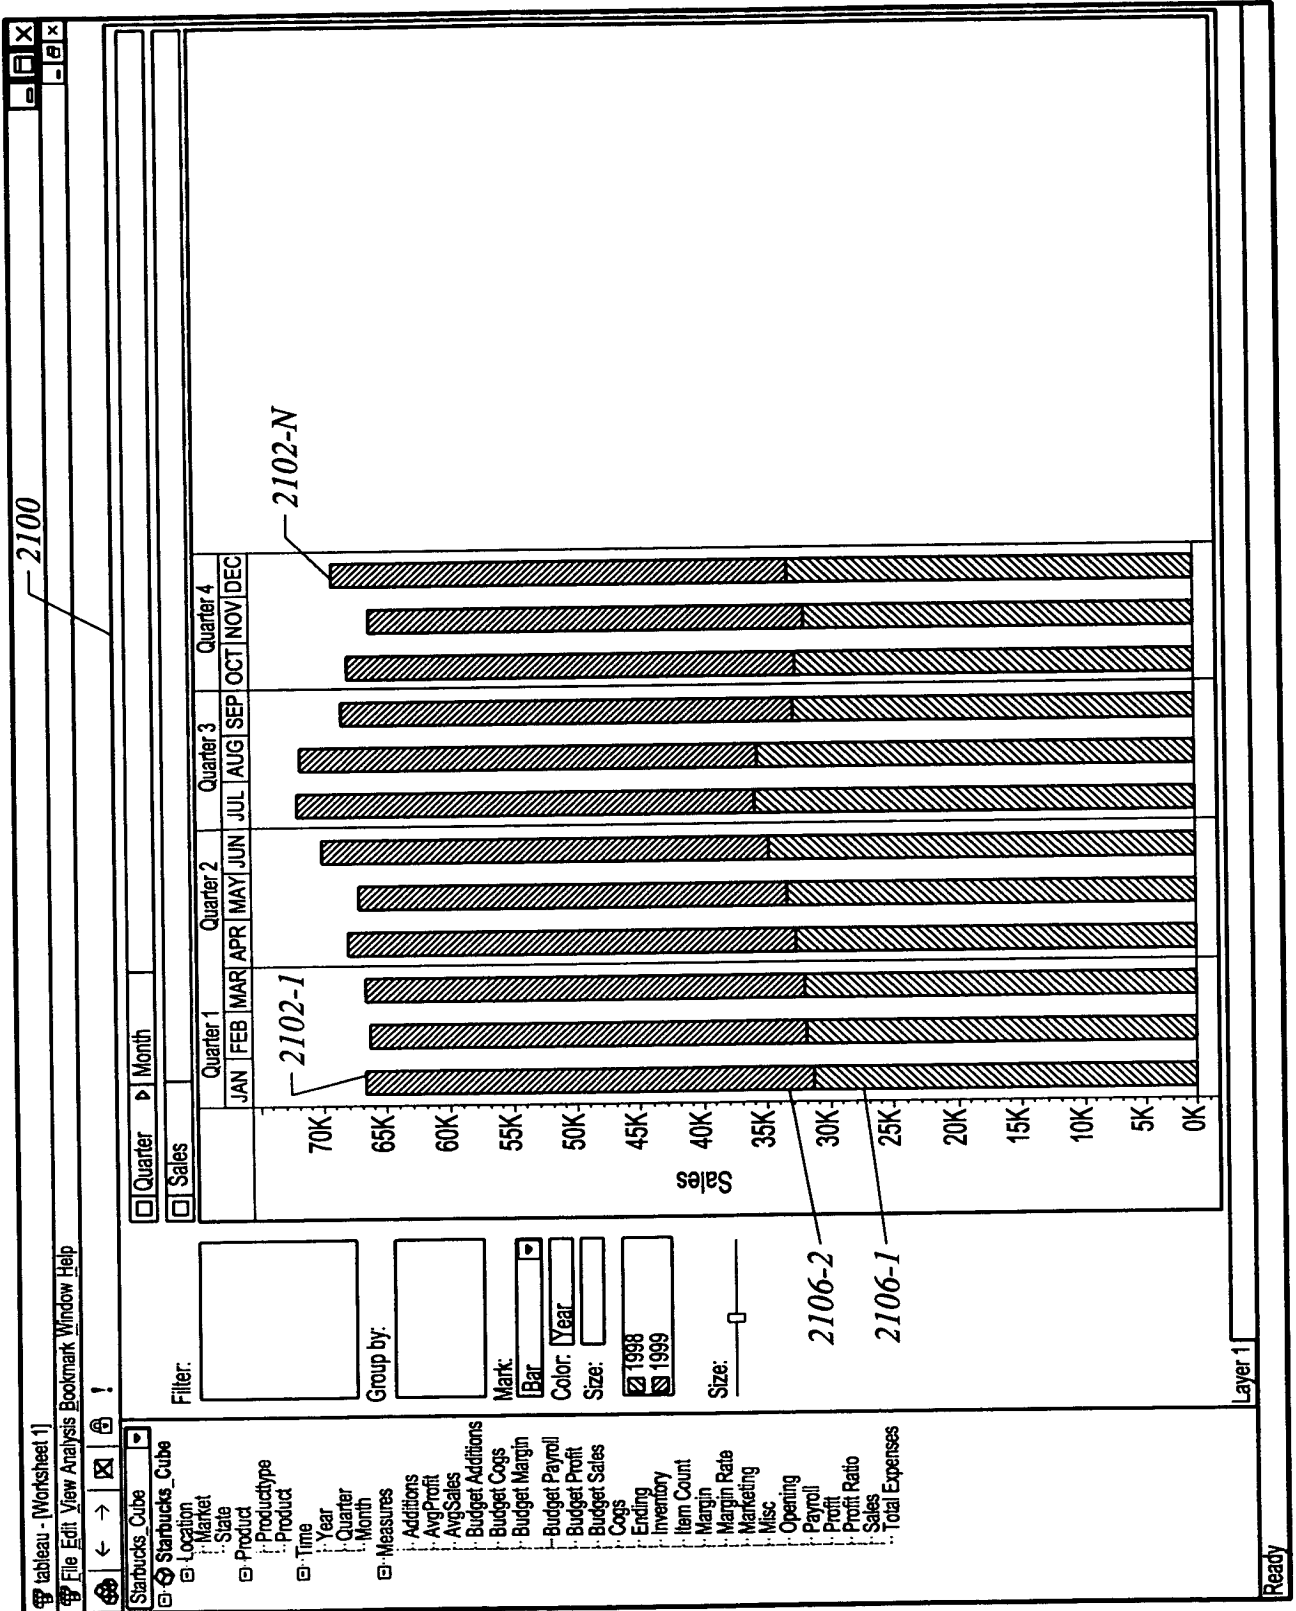 2100
tableau - [Worksheet 1]
File Edit View Analysis Bookmark Window Help
!
Starbucks_Cube
Starbucks_Cube
Location
Market
State
Product
Producttype
Product
Time
Year
Quarter
Month
Measures
Additions
AvgProfit
AvgSales
Budget Additions
Budget Cogs
Budget Margin
Budget Payroll
Budget Profit
Budget Sales
Cogs
Ending
Inventory
Item Count
Margin
Margin Rate
Marketing
Misc
Opening
Payroll
Profit
Profit Ratio
Sales
Total Expenses
Filter:
Group by:
Mark:
Bar
Color: Year
Size:
1998
1999
Size:
Quarter Month
Sales
Quarter 1 Quarter 2 Quarter 3 Quarter 4
JAN FEB MAR APR MAY JUN JUL AUG SEP OCT NOV DEC
2102-1
2102-N
70K
65K
60K
55K
50K
45K
40K
35K
30K
25K
20K
15K
10K
5K
0K
Sales
2106-2
2106-1
Layer 1
Ready